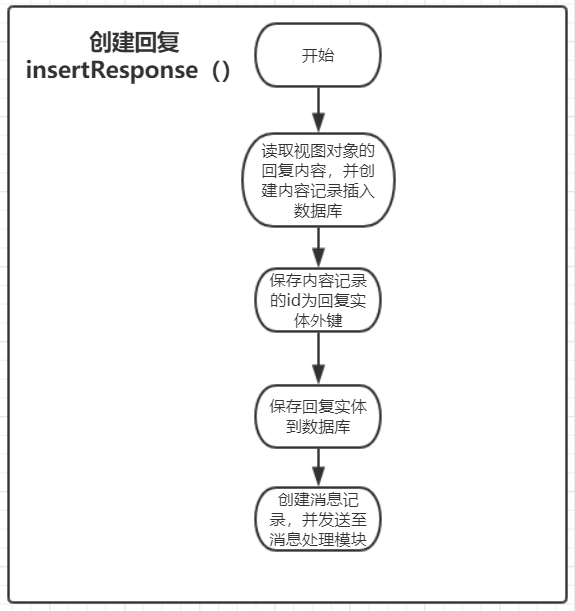 创建回复
insertResponse（）
开始
读取视图对象的
回复内容，并创
建内容记录插入
数据库
保存内容记录
的id为回复实
体外键
保存回复实体
到数据库
创建消息记
录，并发送至
消息处理模块